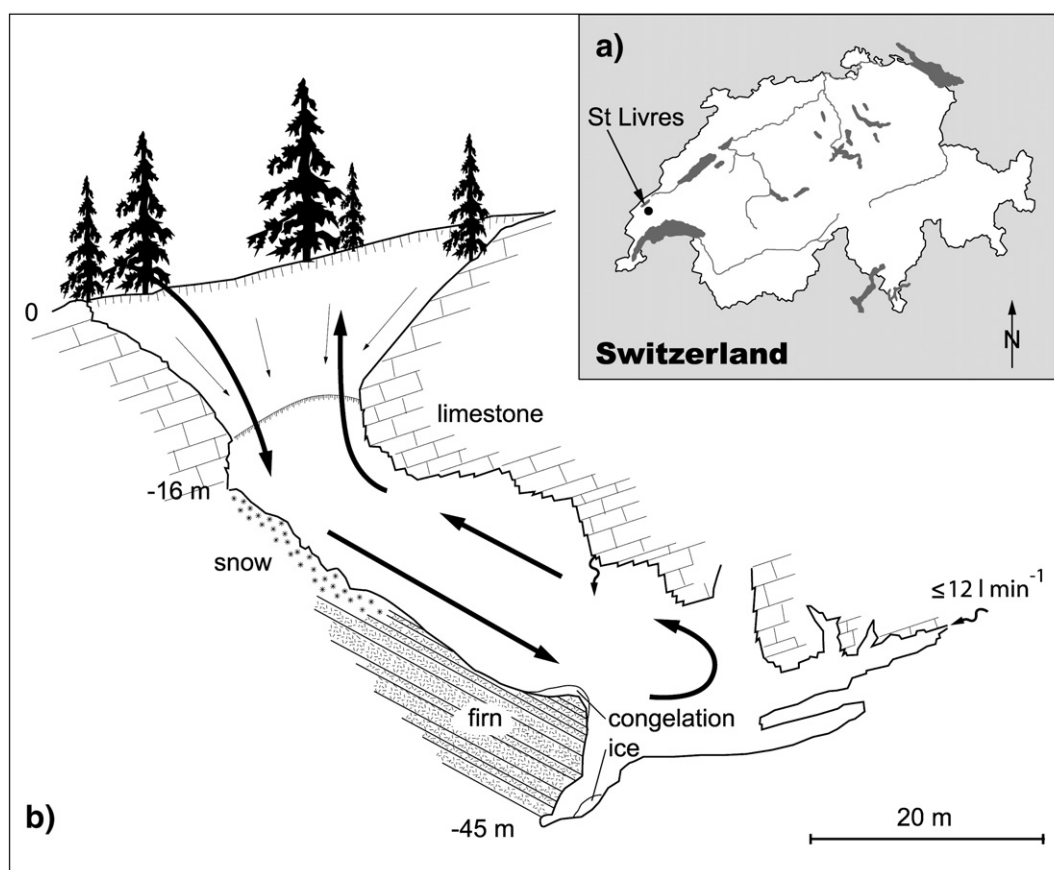 a)
St Livres
N
Switzerland
0
limestone
-16 m
snow
≤12 l min⁻¹
firn
congelation
ice
b)
-45 m
20 m